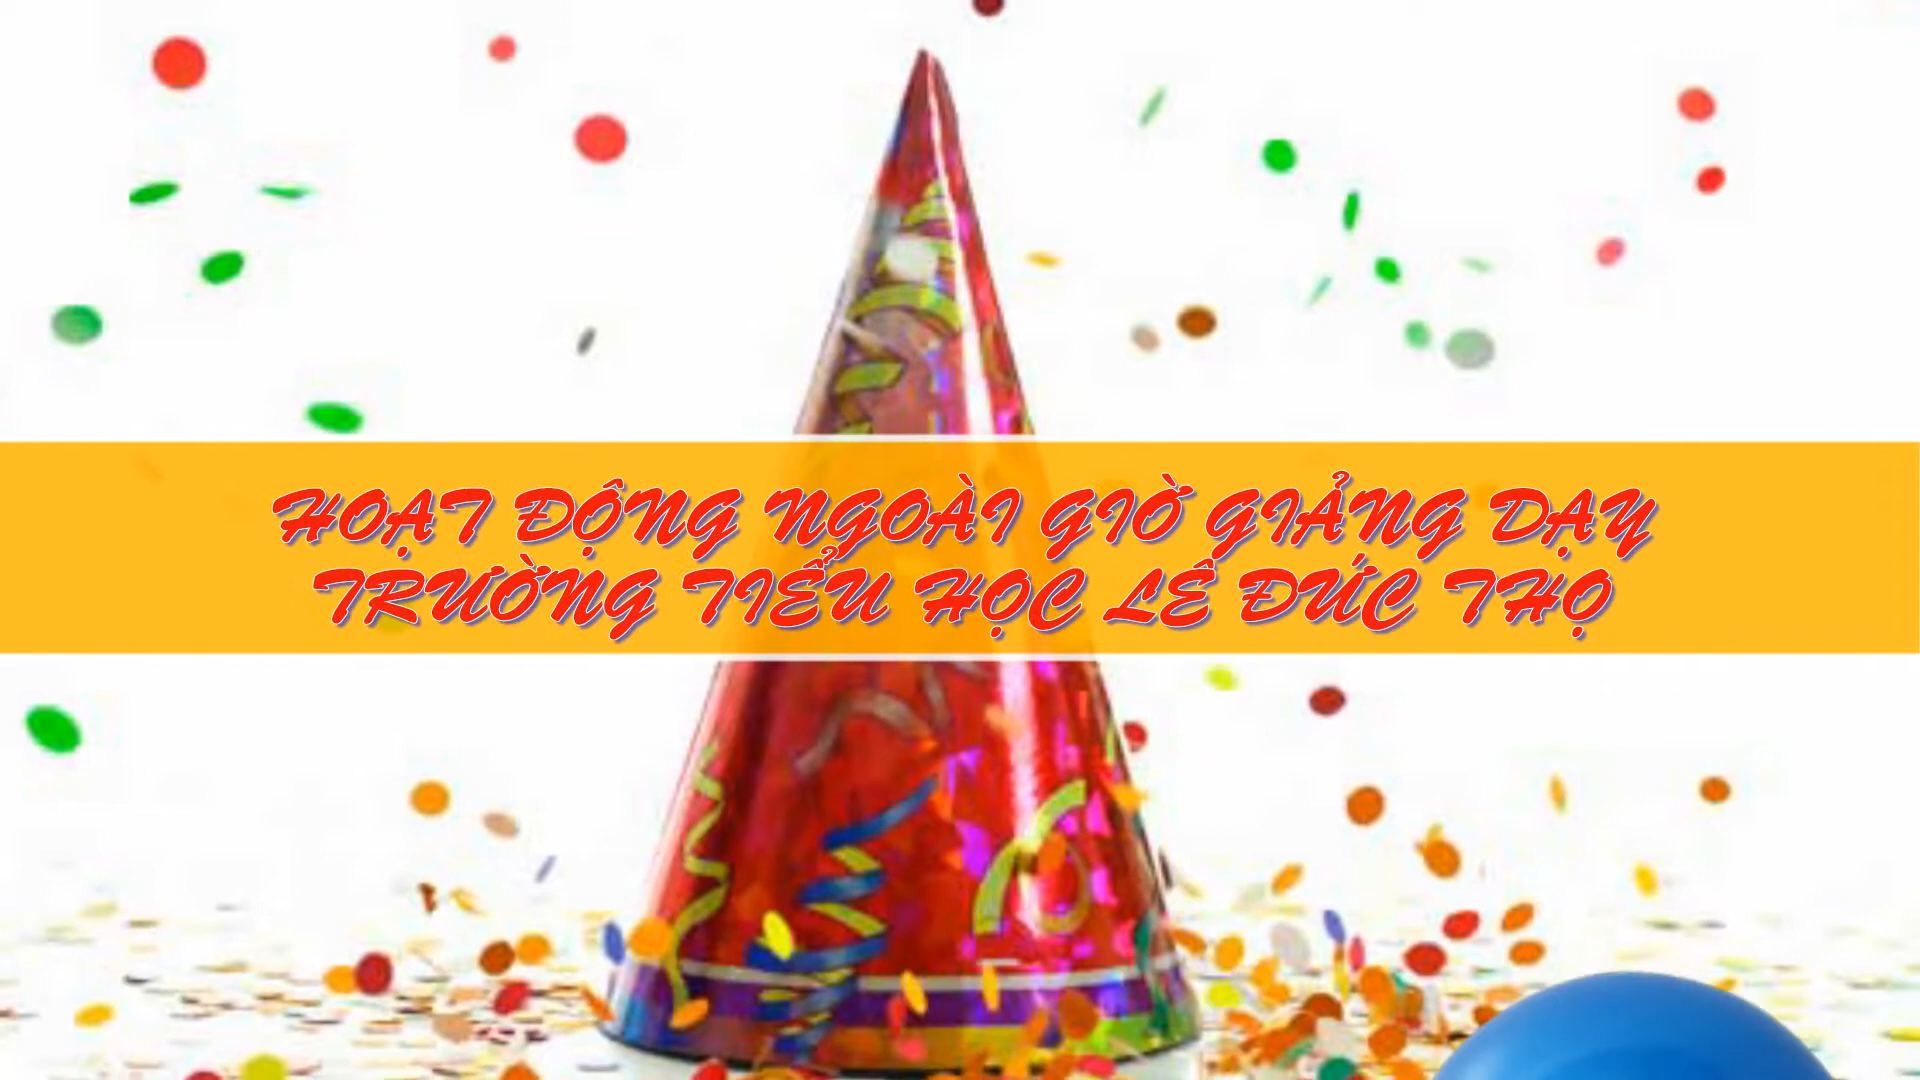 HOẠT ĐỘNG NGOÀI GIỜ GIẢNG DẠY
TRƯỜNG TIỂU HỌC LÊ ĐỨC THỌ